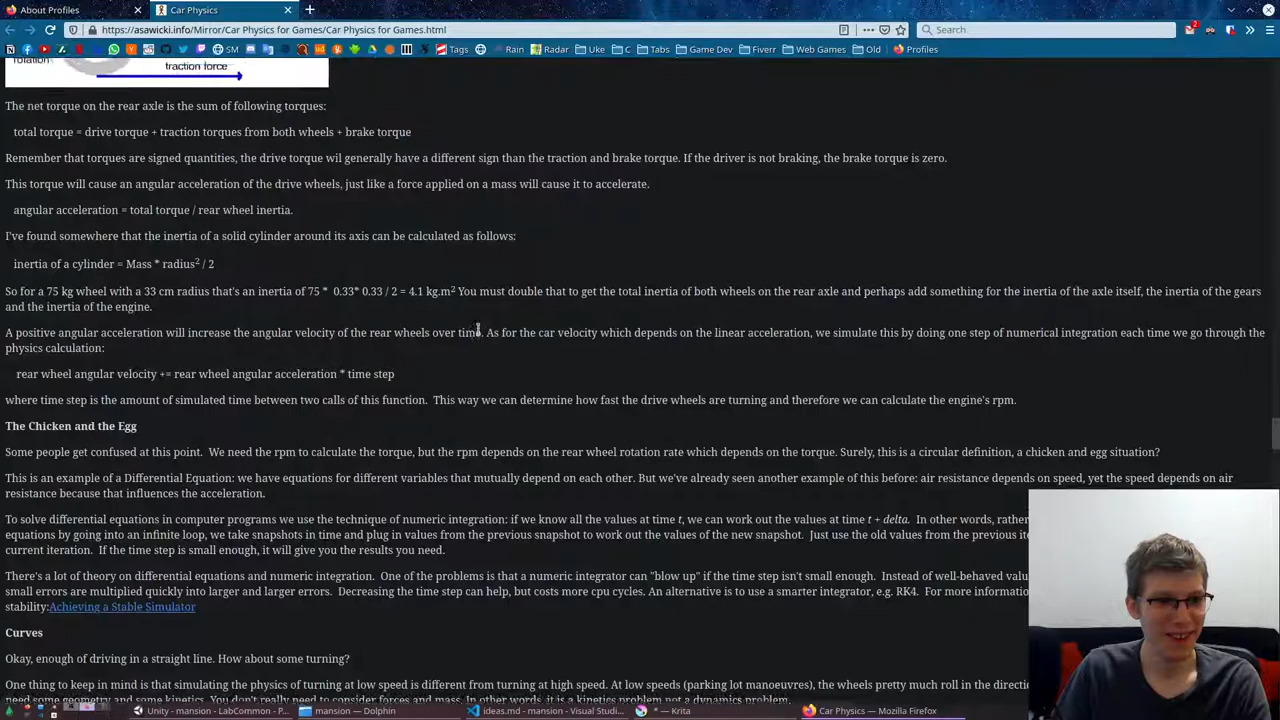 About Profiles
Car Physics
https://asawicki.info/Mirror/Car Physics for Games/Car Physics for Games.html
Search
SM
Tags
Rain
Radar
Uke
C
Tabs
Game Dev
Fiverr
Web Games
Old
Profiles
rotation
traction force
The net torque on the rear axle is the sum of following torques:
total torque = drive torque + traction torques from both wheels + brake torque
Remember that torques are signed quantities, the drive torque wil generally have a different sign than the traction and brake torque. If the driver is not braking, the brake torque is zero.
This torque will cause an angular acceleration of the drive wheels, just like a force applied on a mass will cause it to accelerate.
angular acceleration = total torque / rear wheel inertia.
I've found somewhere that the inertia of a solid cylinder around its axis can be calculated as follows:
inertia of a cylinder = Mass * radius² / 2
So for a 75 kg wheel with a 33 cm radius that's an inertia of 75 * 0.33* 0.33 / 2 = 4.1 kg.m² You must double that to get the total inertia of both wheels on the rear axle and perhaps add something for the inertia of the axle itself, the inertia of the gears
and the inertia of the engine.
A positive angular acceleration will increase the angular velocity of the rear wheels over time. As for the car velocity which depends on the linear acceleration, we simulate this by doing one step of numerical integration each time we go through the
physics calculation:
rear wheel angular velocity += rear wheel angular acceleration * time step
where time step is the amount of simulated time between two calls of this function. This way we can determine how fast the drive wheels are turning and therefore we can calculate the engine's rpm.
The Chicken and the Egg
Some people get confused at this point. We need the rpm to calculate the torque, but the rpm depends on the rear wheel rotation rate which depends on the torque. Surely, this is a circular definition, a chicken and egg situation?
This is an example of a Differential Equation: we have equations for different variables that mutually depend on each other. But we've already seen another example of this before: air resistance depends on speed, yet the speed depends on air
resistance because that influences the acceleration.
To solve differential equations in computer programs we use the technique of numeric integration: if we know all the values at time t, we can work out the values at time t + delta. In other words, rather
equations by going into an infinite loop, we take snapshots in time and plug in values from the previous snapshot to work out the values of the new snapshot. Just use the old values from the previous ite
current iteration. If the time step is small enough, it will give you the results you need.
There's a lot of theory on differential equations and numeric integration. One of the problems is that a numeric integrator can "blow up" if the time step isn't small enough. Instead of well-behaved valu
small errors are multiplied quickly into larger and larger errors. Decreasing the time step can help, but costs more cpu cycles. An alternative is to use a smarter integrator, e.g. RK4. For more information
stability:Achieving a Stable Simulator
Curves
Okay, enough of driving in a straight line. How about some turning?
One thing to keep in mind is that simulating the physics of turning at low speed is different from turning at high speed. At low speeds (parking lot manoeuvres), the wheels pretty much roll in the direction
need some geometry and some kinetics. You don't really need to consider forces and mass. In other words, it is a kinetics problem not a dynamics problem.
Unity - mansion - LabCommon - P...
mansion — Dolphin
ideas.md - mansion - Visual Studi...
* — Krita
Car Physics — Mozilla Firefox